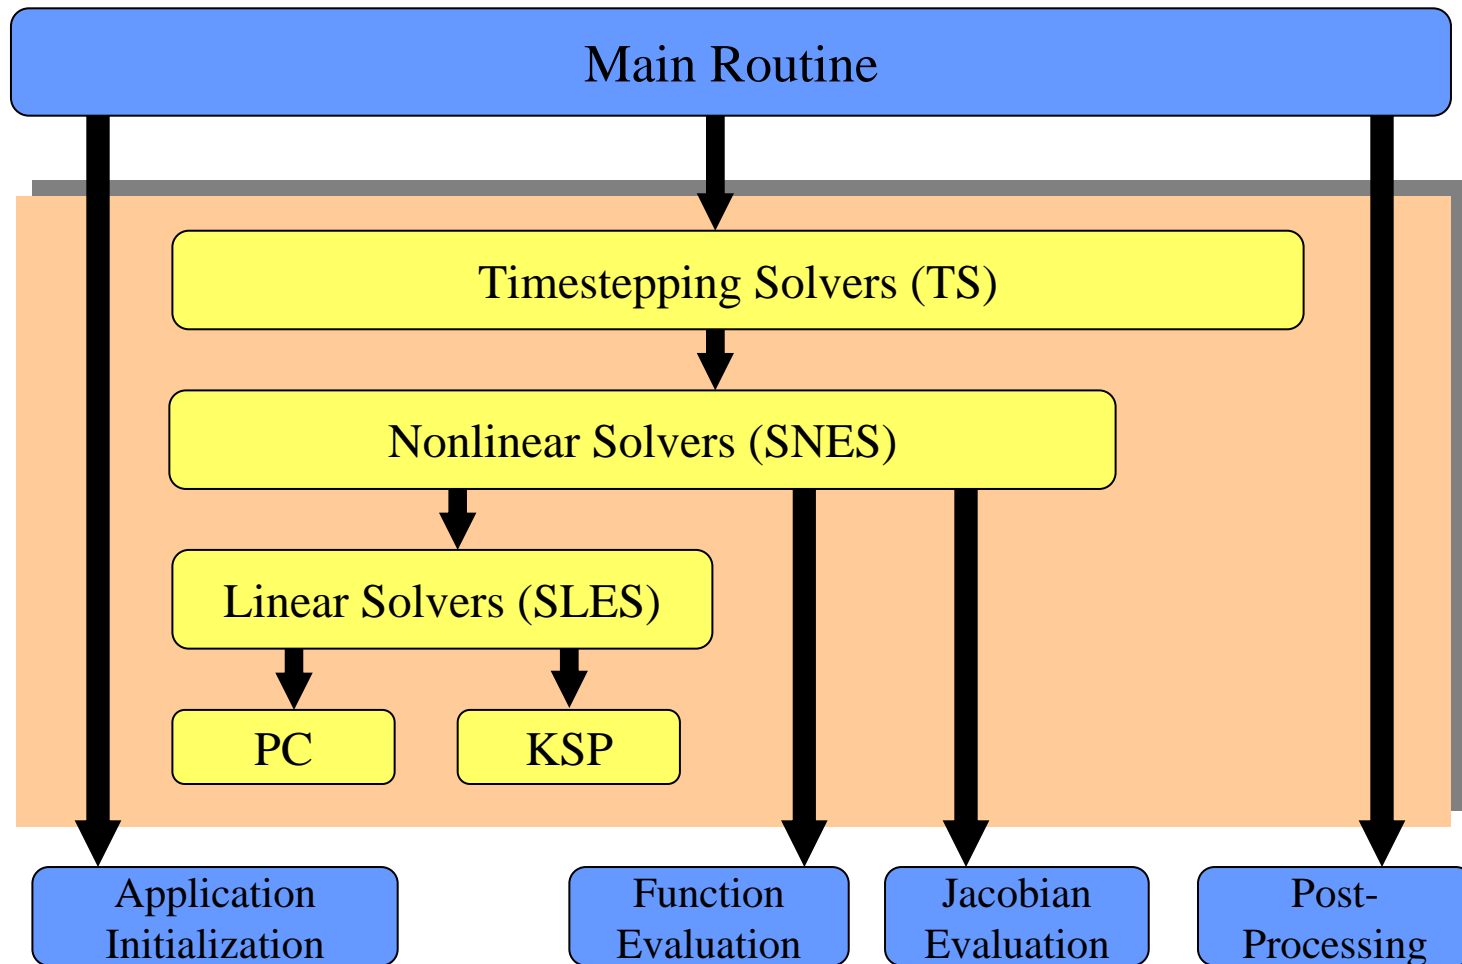 Main Routine
Timestepping Solvers (TS)
Nonlinear Solvers (SNES)
Linear Solvers (SLES)
PC
KSP
Application
Initialization
Function
Evaluation
Jacobian
Evaluation
Post-
Processing